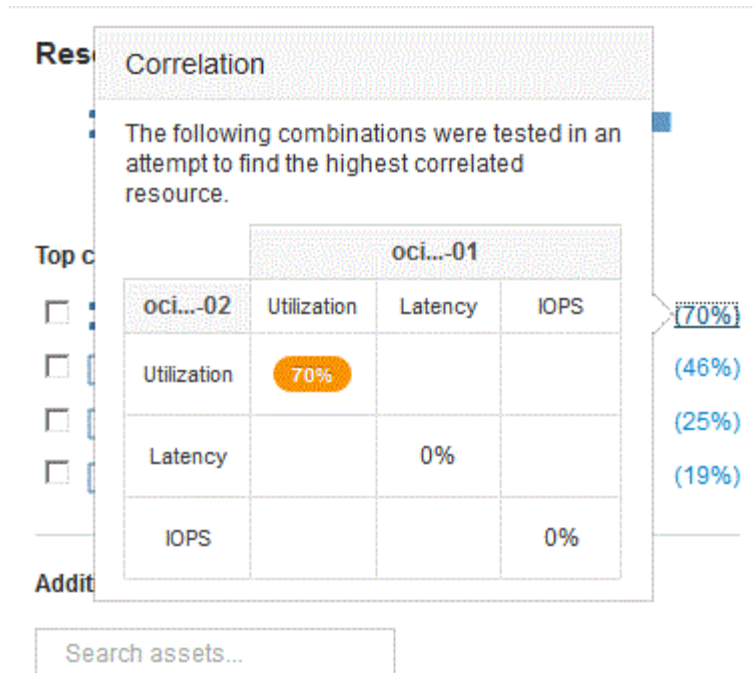 Res
Correlation
The following combinations were tested in an
attempt to find the highest correlated
resource.
Top c
oci...-01
oci...-02 Utilization Latency IOPS
(70%)
Utilization 70%
(46%)
(25%)
Latency 0%
(19%)
IOPS 0%
Addit
Search assets...